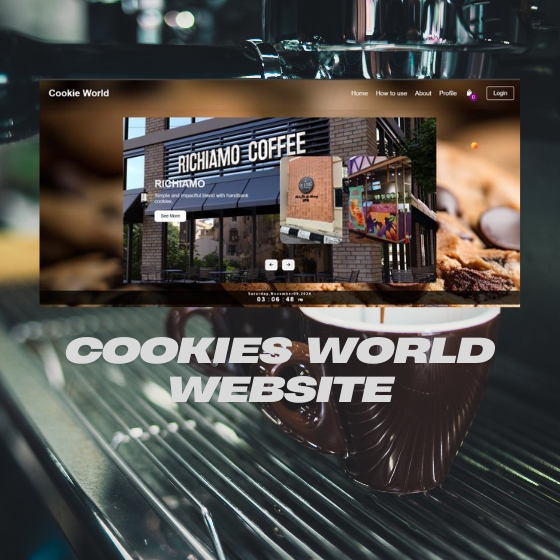 Cookie World
Home How to use About Profile 0 Login
RICHIAMO COFFEE
RICHIAMO
Simple and impactful blend with handbank
cookies.
See More
Saturday, November 09, 2024
03 : 06 : 48 PM
COOKIES WORLD
WEBSITE